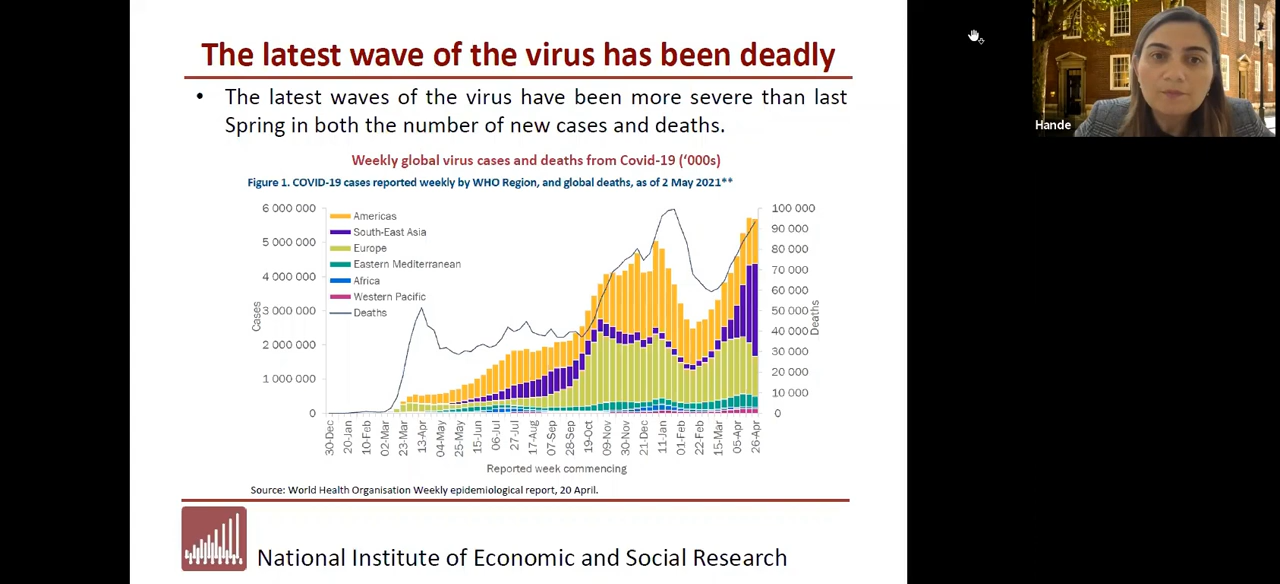 The latest wave of the virus has been deadly
• The latest waves of the virus have been more severe than last
Spring in both the number of new cases and deaths.
Weekly global virus cases and deaths from Covid-19 (‘000s)
Figure 1. COVID-19 cases reported weekly by WHO Region, and global deaths, as of 2 May 2021**
6 000 000
5 000 000
4 000 000
3 000 000
2 000 000
1 000 000
0
Cases
Americas
South-East Asia
Europe
Eastern Mediterranean
Africa
Western Pacific
Deaths
100 000
90 000
80 000
70 000
60 000
50 000
40 000
30 000
20 000
10 000
0
Deaths
30-Dec
20-Jan
10-Feb
02-Mar
23-Mar
13-Apr
04-May
25-May
15-Jun
06-Jul
27-Jul
17-Aug
07-Sep
28-Sep
19-Oct
09-Nov
30-Nov
21-Dec
11-Jan
01-Feb
22-Feb
15-Mar
05-Apr
26-Apr
Reported week commencing
Source: World Health Organisation Weekly epidemiological report, 20 April.
National Institute of Economic and Social Research
Hande